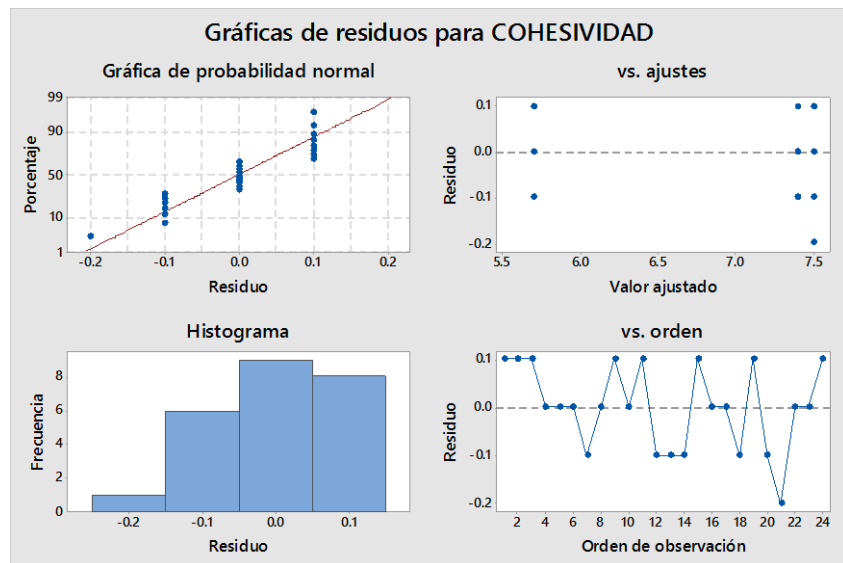 Gráficas de residuos para COHESIVIDAD
Gráfica de probabilidad normal
99
90
50
10
1
Porcentaje
-0.2 -0.1 0.0 0.1 0.2
Residuo
vs. ajustes
0.1
0.0
-0.1
-0.2
Residuo
5.5 6.0 6.5 7.0 7.5
Valor ajustado
Histograma
8
6
4
2
0
Frecuencia
-0.2 -0.1 0.0 0.1
Residuo
vs. orden
0.1
0.0
-0.1
-0.2
Residuo
2 4 6 8 10 12 14 16 18 20 22 24
Orden de observación